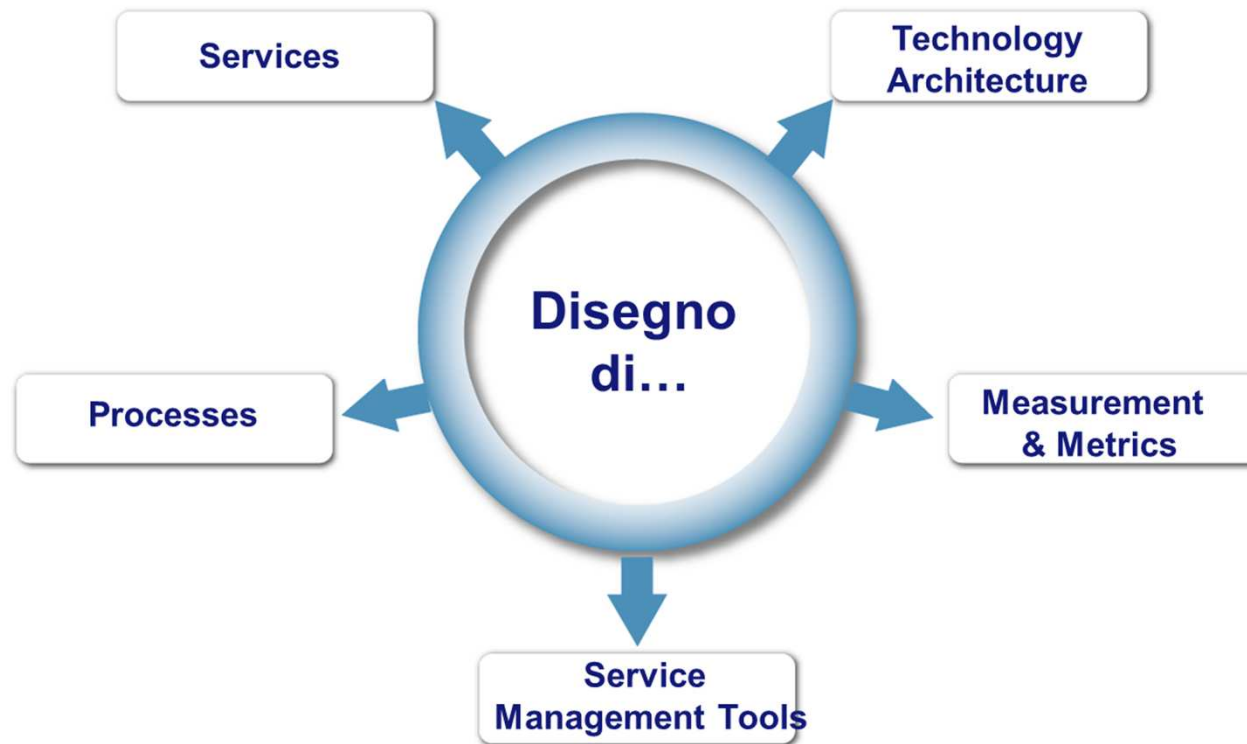 Services
Technology
Architecture
Disegno
di…
Processes
Measurement
& Metrics
Service
Management Tools